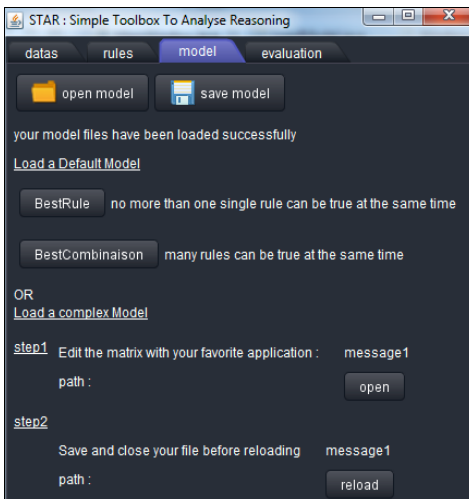 STAR : Simple Toolbox To Analyse Reasoning
datas rules model evaluation
open model save model
your model files have been loaded successfully
Load a Default Model
BestRule no more than one single rule can be true at the same time
BestCombinaison many rules can be true at the same time
OR
Load a complex Model
step1 Edit the matrix with your favorite application : message1
path : open
step2
Save and close your file before reloading message1
path : reload